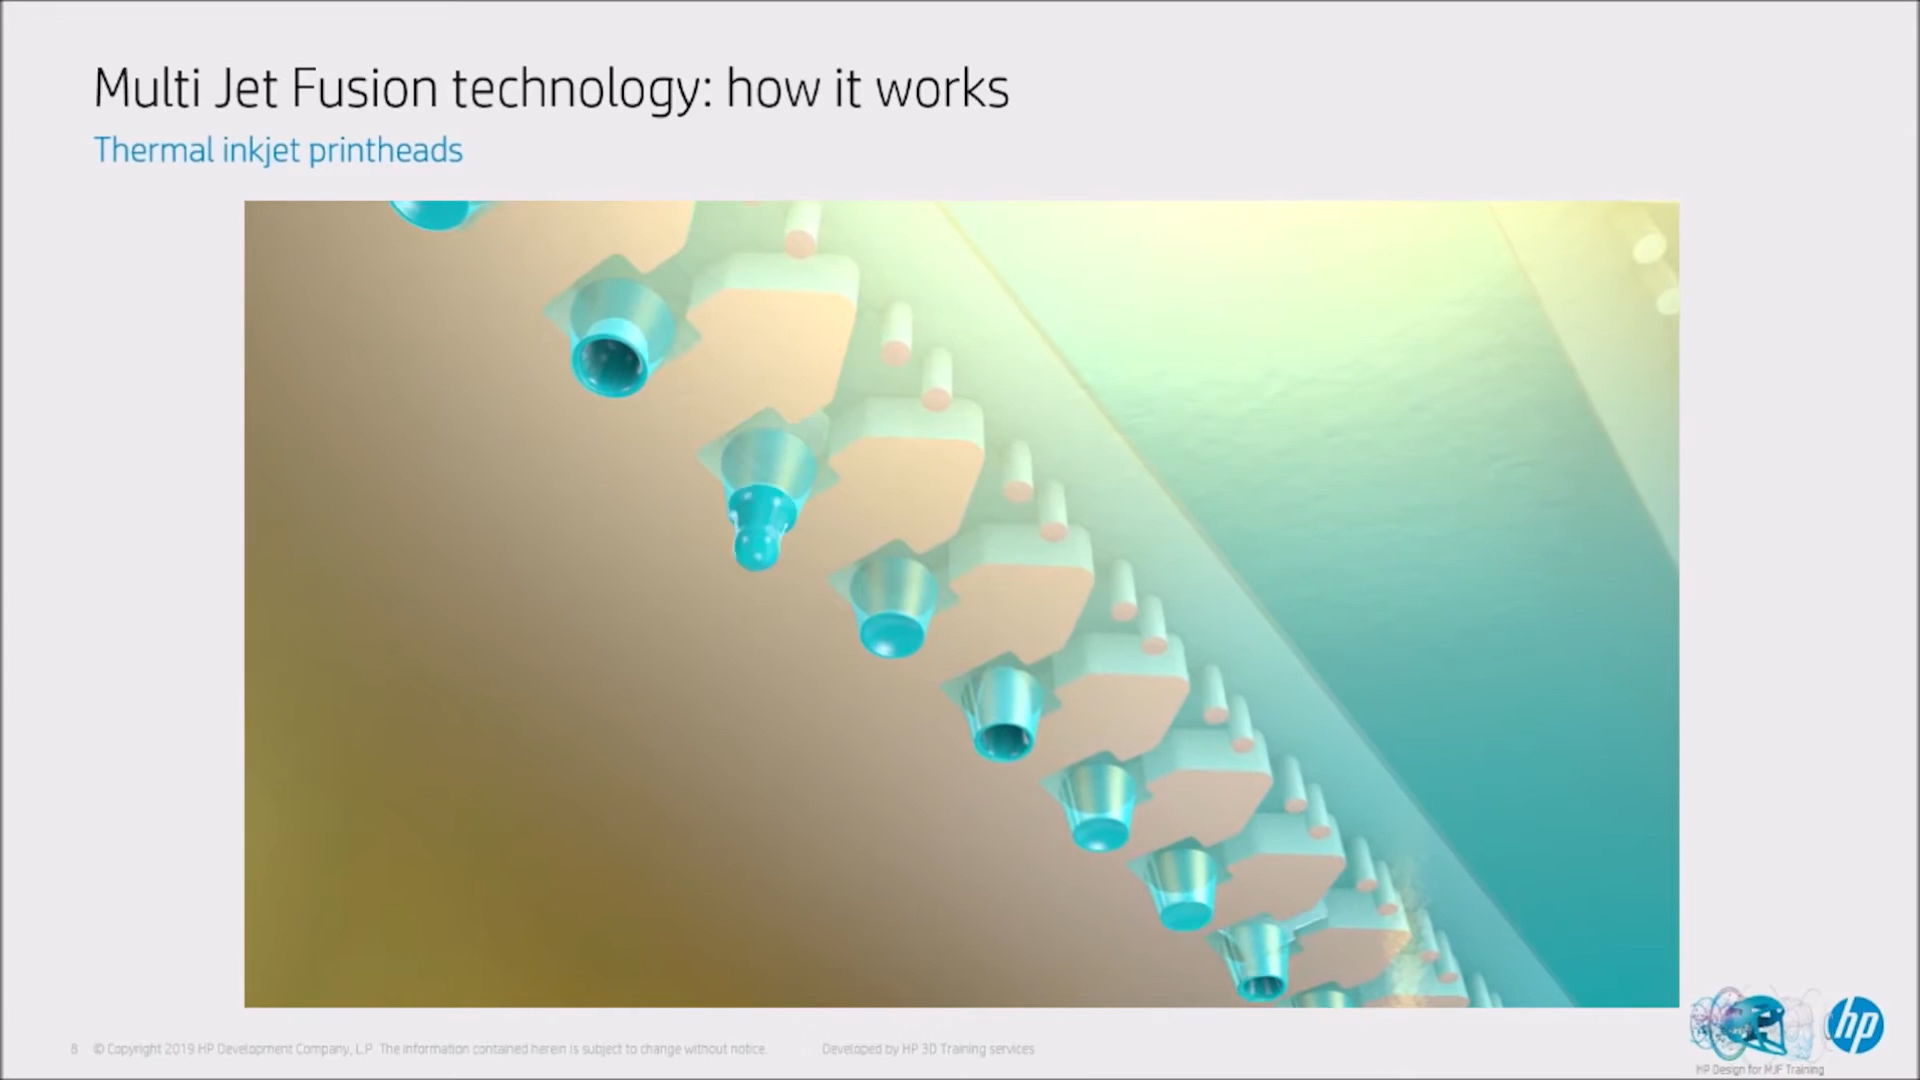 Multi Jet Fusion technology: how it works
Thermal inkjet printheads
8 © Copyright 2019 HP Development Company, L.P. The information contained herein is subject to change without notice. Developed by HP 3D Training services
hp
HP Design for MJF Training